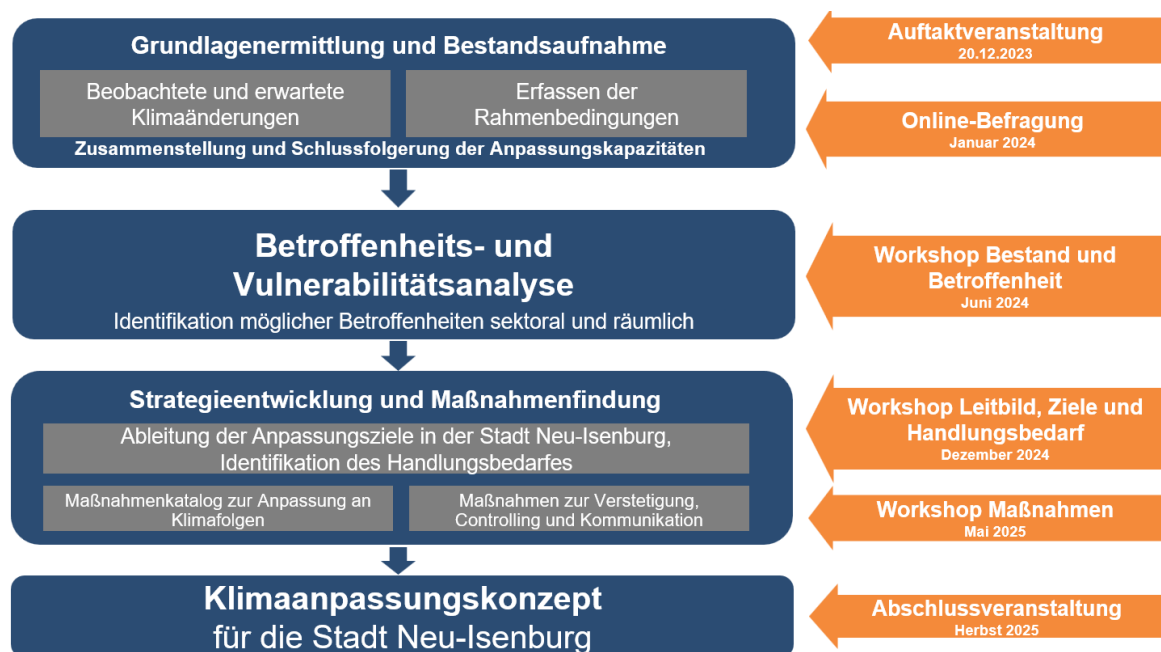 Grundlagenermittlung und Bestandsaufnahme
Beobachtete und erwartete
Klimaänderungen
Erfassen der
Rahmenbedingungen
Zusammenstellung und Schlussfolgerung der Anpassungskapazitäten
Auftaktveranstaltung
20.12.2023
Online-Befragung
Januar 2024
Betroffenheits- und
Vulnerabilitätsanalyse
Identifikation möglicher Betroffenheiten sektoral und räumlich
Workshop Bestand und
Betroffenheit
Juni 2024
Strategieentwicklung und Maßnahmenfindung
Ableitung der Anpassungsziele in der Stadt Neu-Isenburg,
Identifikation des Handlungsbedarfes
Maßnahmenkatalog zur Anpassung an
Klimafolgen
Maßnahmen zur Verstetigung,
Controlling und Kommunikation
Workshop Leitbild, Ziele und
Handlungsbedarf
Dezember 2024
Workshop Maßnahmen
Mai 2025
Klimaanpassungskonzept
für die Stadt Neu-Isenburg
Abschlussveranstaltung
Herbst 2025